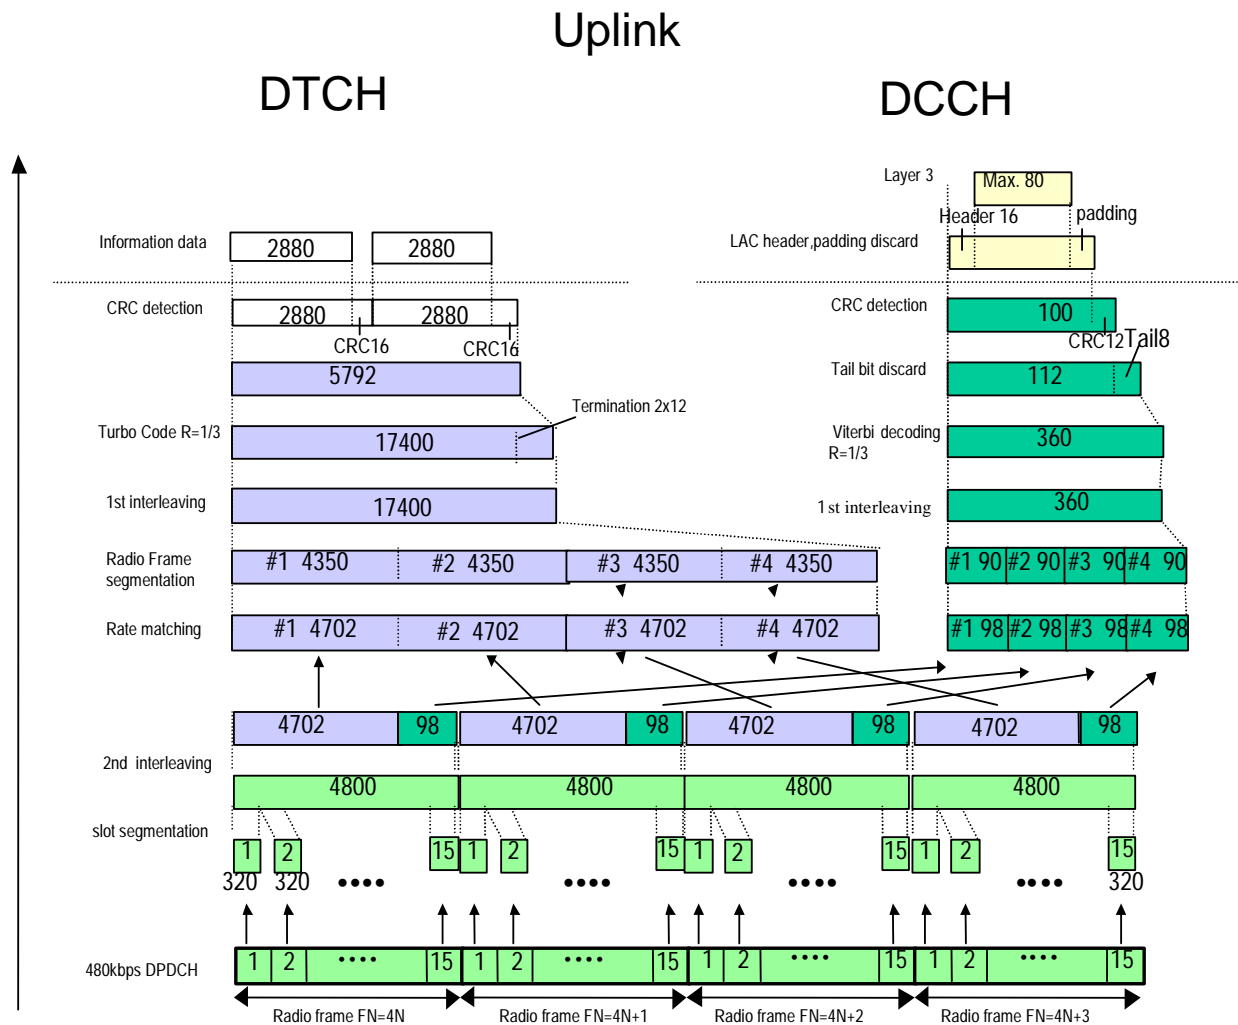 Uplink
DTCH DCCH
Layer 3 Max. 80
Header 16 padding
Information data 2880 2880 LAC header,padding discard
CRC detection 2880 2880 CRC detection 100
CRC16 CRC16 CRC12 Tail8
5792 Tail bit discard 112
Termination 2x12
Turbo Code R=1/3 17400 Viterbi decoding R=1/3 360
1st interleaving 17400 1st interleaving 360
Radio Frame segmentation #1 4350 #2 4350 #3 4350 #4 4350 #1 90 #2 90 #3 90 #4 90
Rate matching #1 4702 #2 4702 #3 4702 #4 4702 #1 98 #2 98 #3 98 #4 98
4702 98 4702 98 4702 98 4702 98
2nd interleaving
4800 4800 4800 4800
slot segmentation
1 2 15 1 2 15 1 2 15 1 2 15
320 320 •••• •••• •••• •••• 320
480kbps DPDCH 1 2 •••• 15 1 2 •••• 15 1 2 •••• 15 1 2 •••• 15
Radio frame FN=4N Radio frame FN=4N+1 Radio frame FN=4N+2 Radio frame FN=4N+3